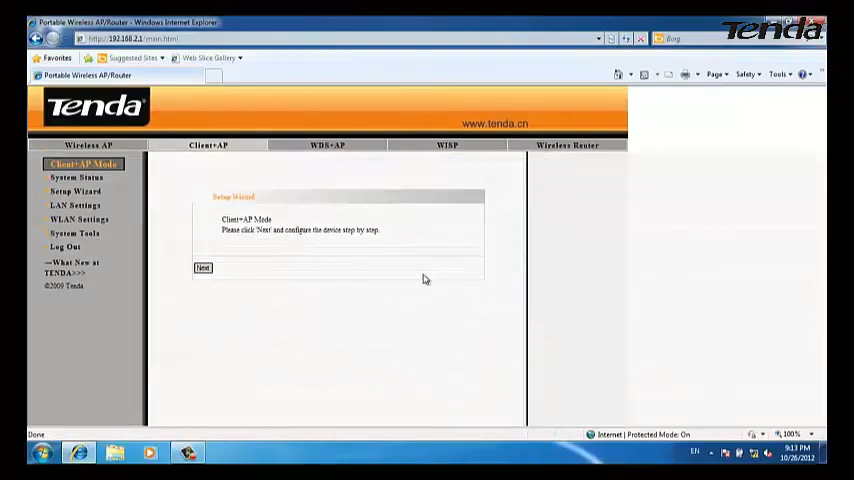 Portable Wireless AP/Router - Windows Internet Explorer
Tenda
http://192.168.2.1/main.html
Bing
Favorites
Suggested Sites
Web Slice Gallery
Portable Wireless AP/Router
Page
Safety
Tools
Tenda
www.tenda.cn
Wireless AP
Client+AP
WDS+AP
WISP
Wireless Router
Client+AP Mode
System Status
Setup Wizard
LAN Settings
WLAN Settings
System Tools
Log Out
—What New at
TENDA>>>
©2009 Tenda
Setup Wizard
Client+AP Mode
Please click 'Next' and configure the device step by step.
Next
Done
Internet | Protected Mode: On
100%
EN
9:13 PM
10/26/2012